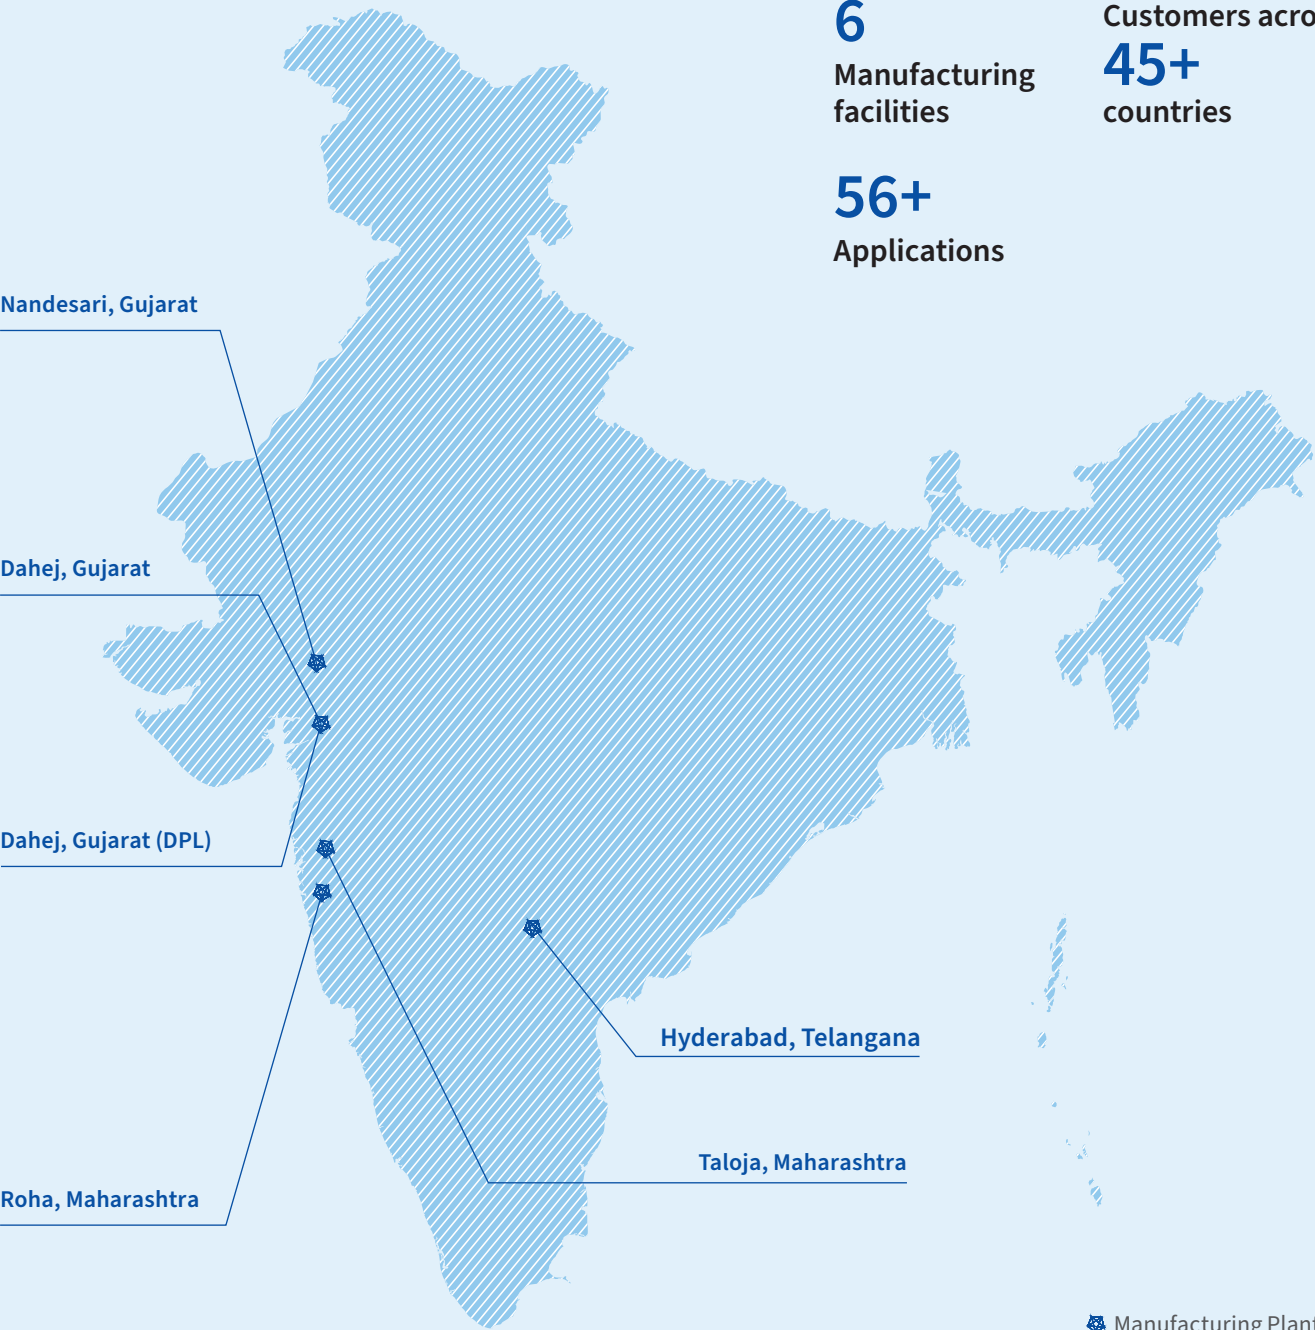 6
Manufacturing
facilities
Customers
45+
countries
56+
Applications
Nandesari, Gujarat
Dahej, Gujarat
Dahej, Gujarat (DPL)
Hyderabad, Telangana
Taloja, Maharashtra
Roha, Maharashtra
Manufacturing Plant